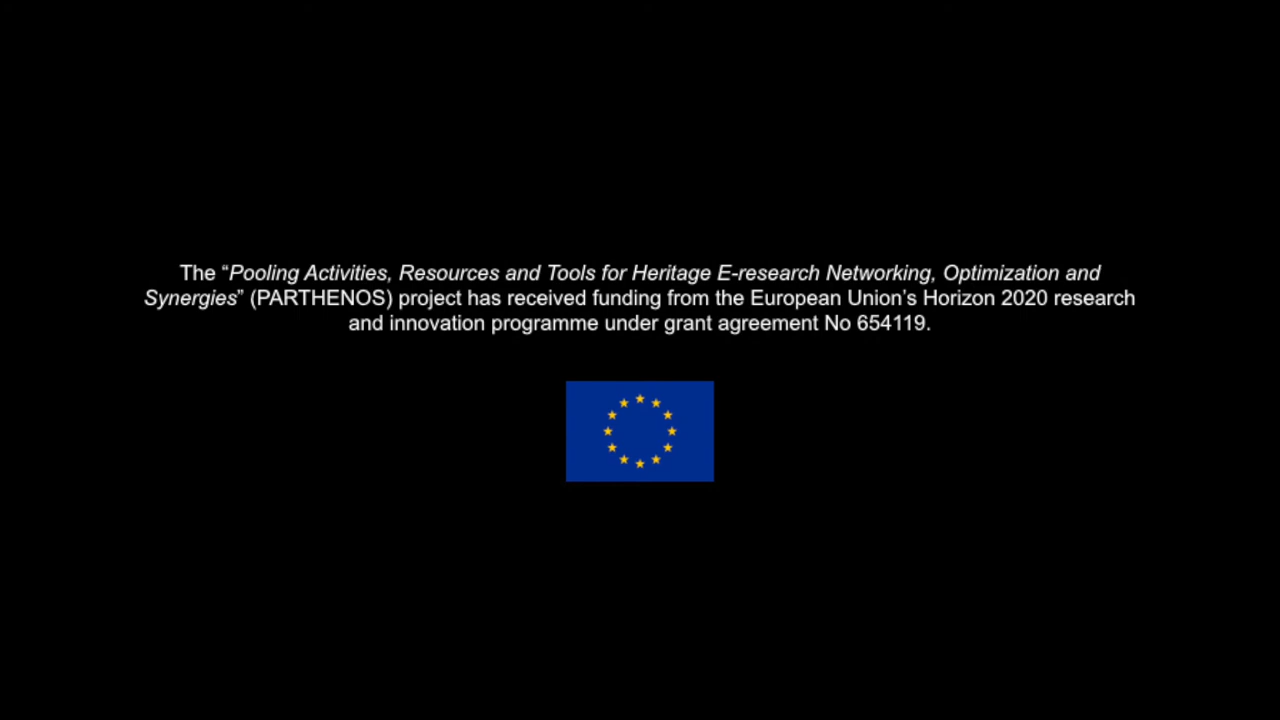 The “Pooling Activities, Resources and Tools for Heritage E-research Networking, Optimization and
Synergies” (PARTHENOS) project has received funding from the European Union’s Horizon 2020 research
and innovation programme under grant agreement No 654119.